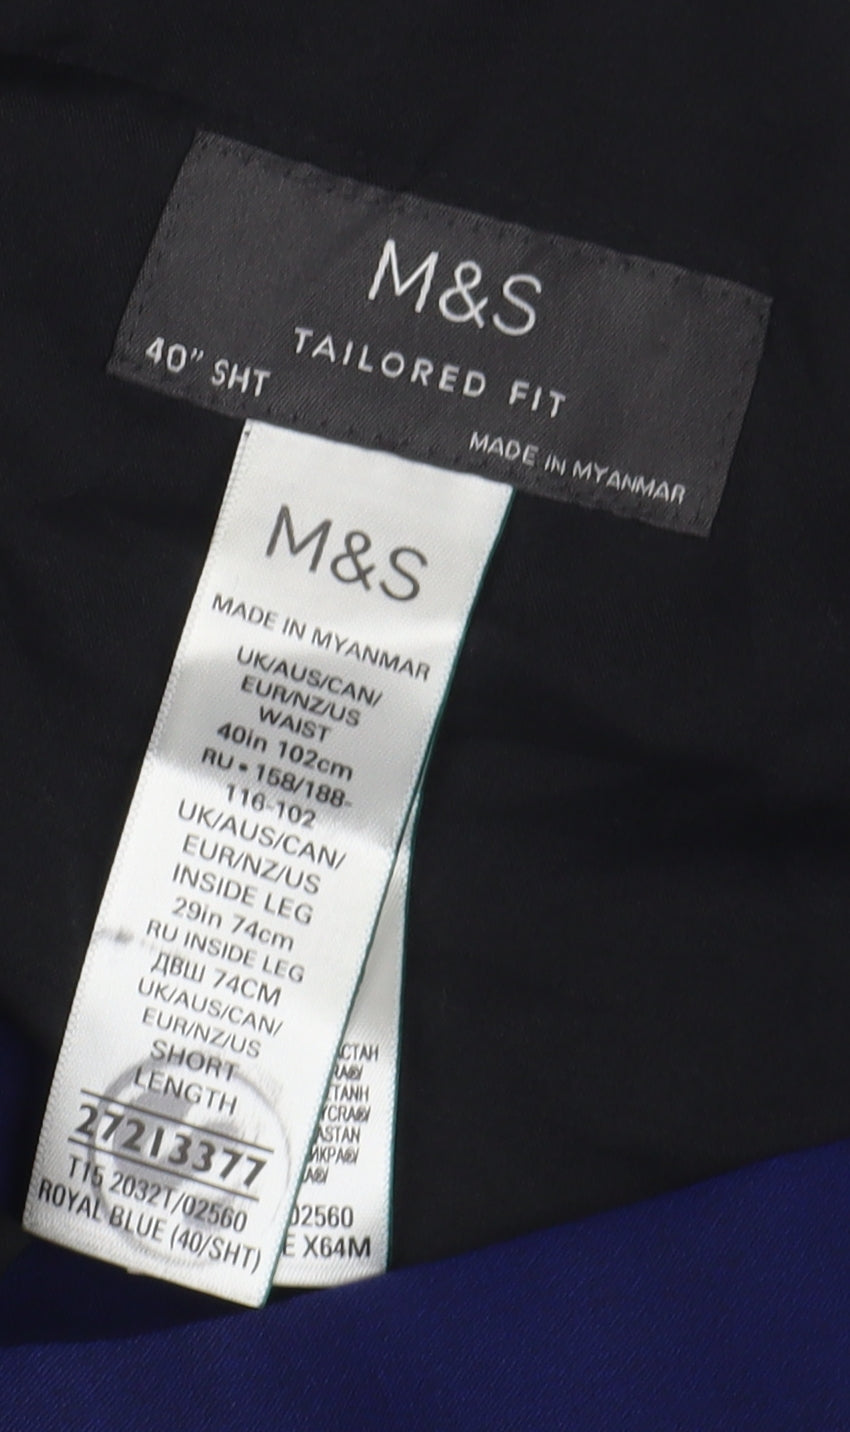 M&S
TAILORED FIT
40" SHT
MADE IN MYANMAR
M&S
MADE IN MYANMAR
UK/AUS/CAN/
EUR/NZ/US
WAIST
40in 102cm
RU • 158/188-
116-102
UK/AUS/CAN/
EUR/NZ/US
INSIDE LEG
29in 74cm
RU INSIDE LEG
ДВШ 74CM
UK/AUS/CAN/
EUR/NZ/US
SHORT
LENGTH
27213377
T15 2032T/02560
ROYAL BLUE (40/SHT)
02560
E X64M